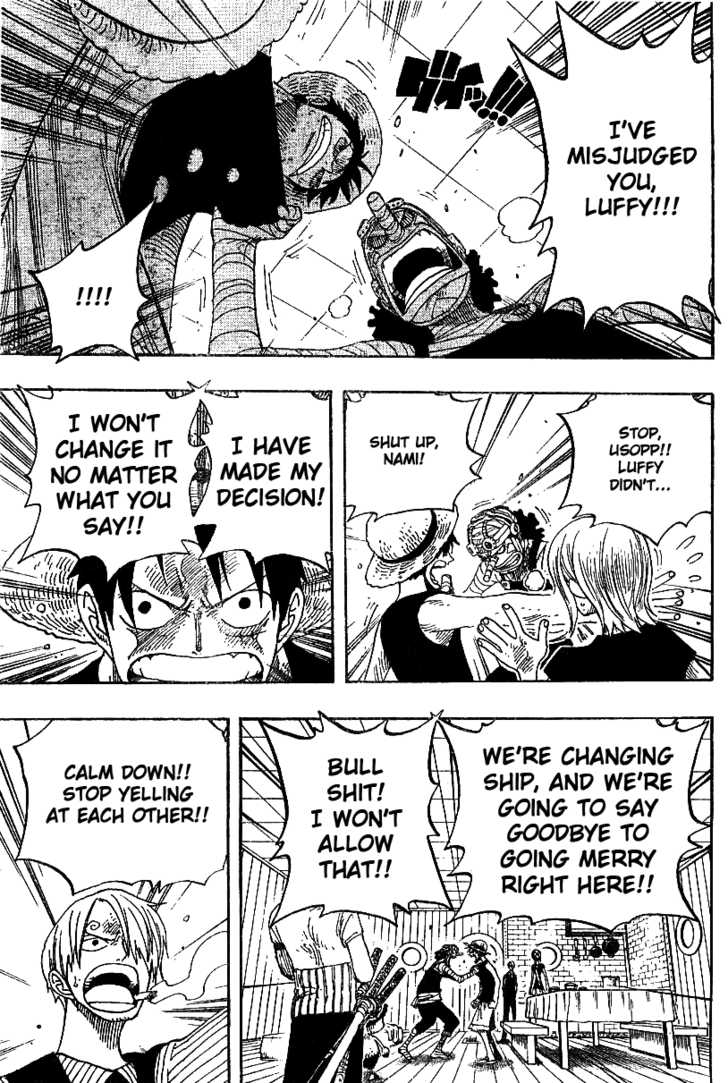 I'VE
MISJUDGED
YOU,
LUFFY!!!
!!!!
STOP,
USOPP!!
LUFFY
DIDN'T...
SHUT UP,
NAMI!
I HAVE
MADE MY
DECISION!
I WON'T
CHANGE IT
NO MATTER
WHAT YOU
SAY!!
WE'RE CHANGING
SHIP, AND WE'RE
GOING TO SAY
GOODBYE TO
GOING MERRY
RIGHT HERE!!
BULL
SHIT!
I WON'T
ALLOW
THAT!!
CALM DOWN!!
STOP YELLING
AT EACH OTHER!!